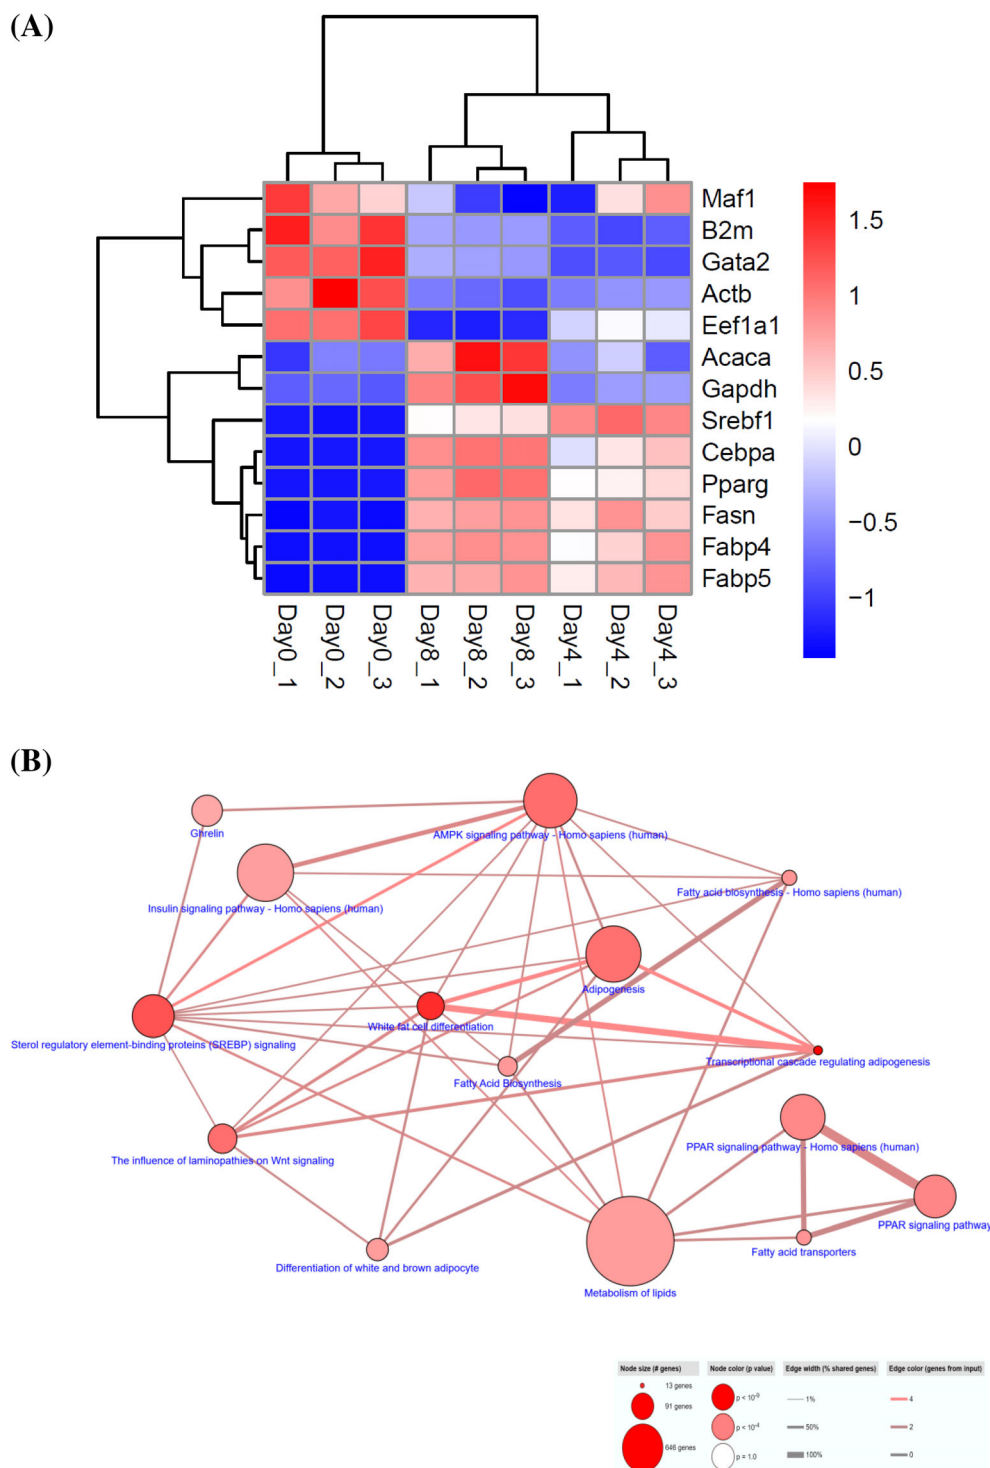 (A)
Maf1
B2m
Gata2
Actb
Eef1a1
Acaca
Gapdh
Srebf1
Cebpa
Pparg
Fasn
Fabp4
Fabp5
1.5
1
0.5
0
−0.5
−1
Day0_1
Day0_2
Day0_3
Day8_1
Day8_2
Day8_3
Day4_1
Day4_2
Day4_3
(B)
Ghrelin
AMPK signaling pathway - Homo sapiens (human)
Insulin signaling pathway - Homo sapiens (human)
Fatty acid biosynthesis - Homo sapiens (human)
Adipogenesis
White fat cell differentiation
Sterol regulatory element-binding proteins (SREBP) signaling
Transcriptional cascade regulating adipogenesis
Fatty Acid Biosynthesis
The influence of laminopathies on Wnt signaling
PPAR signaling pathway - Homo sapiens (human)
PPAR signaling pathway
Fatty acid transporters
Differentiation of white and brown adipocyte
Metabolism of lipids
Node size (# genes) Node color (p value) Edge width (% shared genes) Edge color (genes from input)
13 genes p < 10⁻⁹ 1% 4
91 genes p < 10⁻⁴ 50% 2
646 genes p = 1.0 100% 0